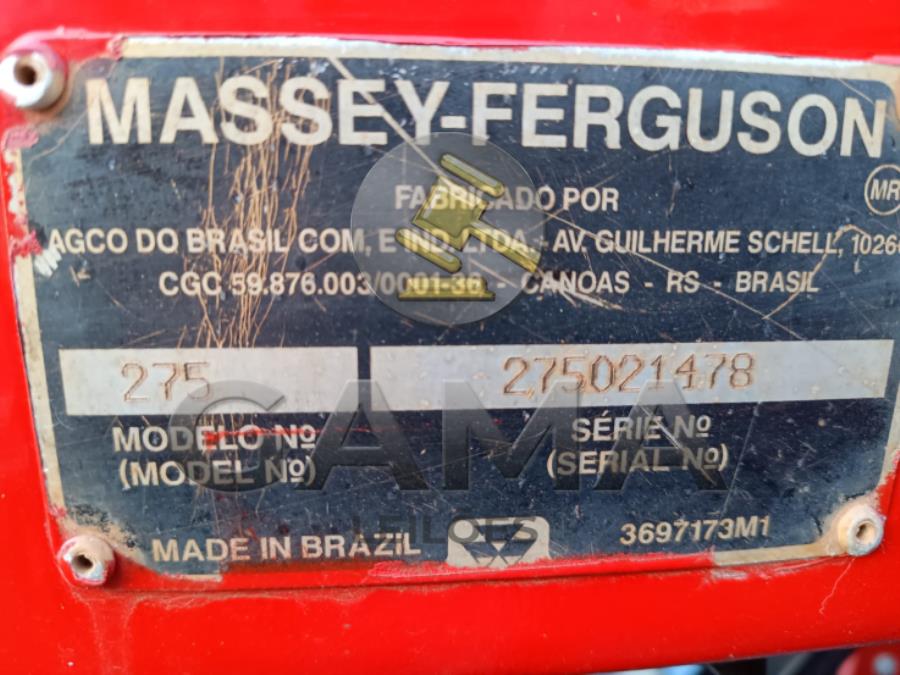 MASSEY-FERGUSON
FABRICADO POR
MR
AGCO DO BRASIL COM, E IND. LTDA. - AV. GUILHERME SCHELL, 10260
CGC 59.876.003/0001-36 - CANOAS - RS - BRASIL
275 275021478
MODELO Nº SÉRIE Nº
(MODEL Nº) (SERIAL Nº)
GAMA
LEILÕES
MADE IN BRAZIL 3697173M1